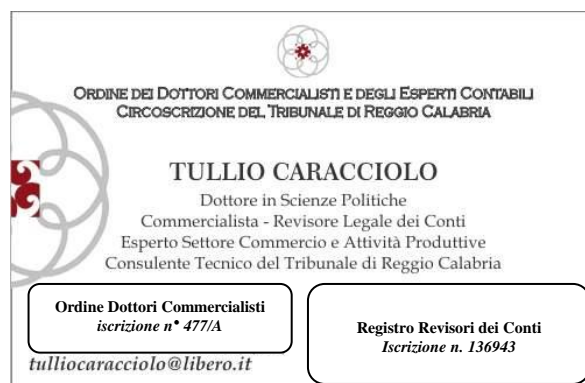 ORDINE DEI DOTTORI COMMERCIALISTI E DEGLI ESPERTI CONTABILI
CIRCOSCRIZIONE DEL TRIBUNALE DI REGGIO CALABRIA
TULLIO CARACCIOLO
Dottore in Scienze Politiche
Commercialista - Revisore Legale dei Conti
Esperto Settore Commercio e Attività Produttive
Consulente Tecnico del Tribunale di Reggio Calabria
Ordine Dottori Commercialisti
iscrizione n° 477/A
Registro Revisori dei Conti
Iscrizione n. 136943
tulliocaracciolo@libero.it